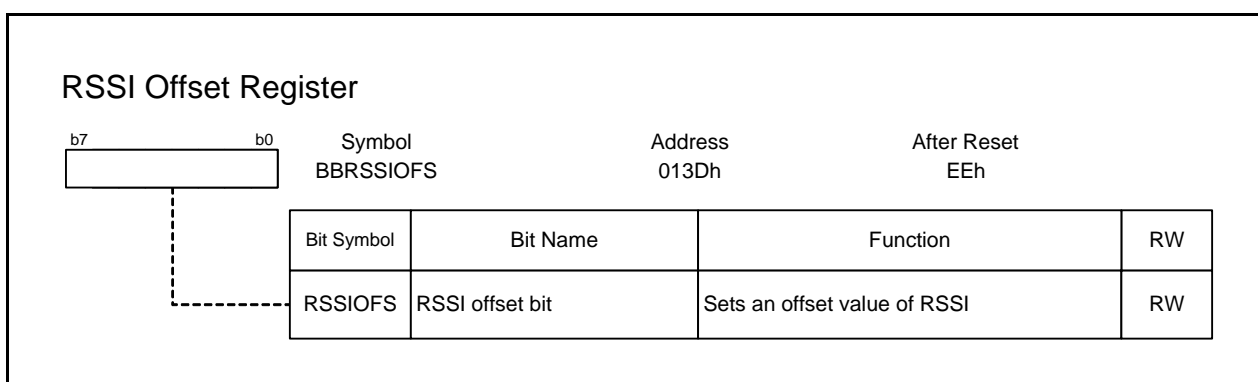 RSSI Offset Register
b7 b0 Symbol Address After Reset
BBRSSIOFS 013Dh EEh
Bit Symbol Bit Name Function RW
RSSIOFS RSSI offset bit Sets an offset value of RSSI RW